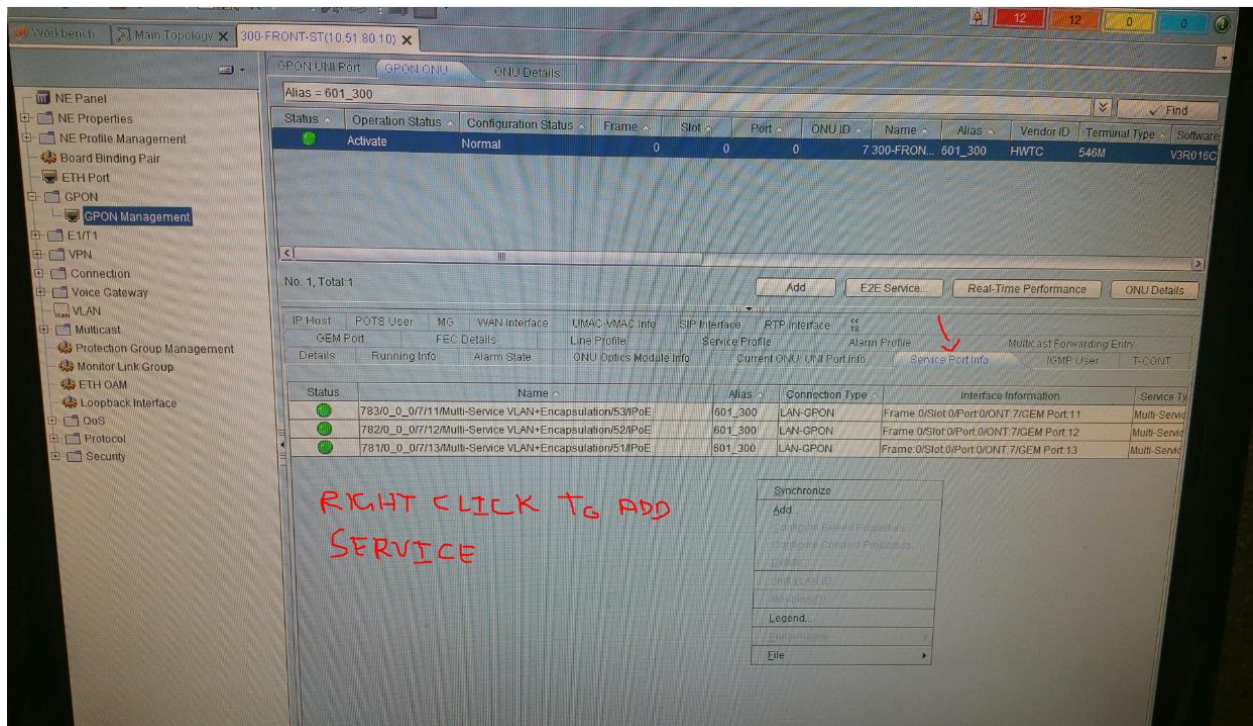 12 12 0 0
Workbench Main Topology 300-FRONT-ST(10.51.80.10)
GPON UNI Port GPON ONU ONU Details
Alias = 601_300
Find
Status Operation Status Configuration Status Frame Slot Port ONU ID Name Alias Vendor ID Terminal Type Software
Activate Normal 0 0 0 7 300-FRON... 601_300 HWTC 546M V3R016C
NE Panel
NE Properties
NE Profile Management
Board Binding Pair
ETH Port
GPON
GPON Management
E1/T1
VPN
Connection
Voice Gateway
VLAN
Multicast
Protection Group Management
Monitor Link Group
ETH OAM
Loopback Interface
QoS
Protocol
Security
No. 1, Total:1
Add E2E Service... Real-Time Performance ONU Details
IP Host POTS User MG WAN Interface UMAC-VMAC Info SIP Interface RTP Interface
GEM Port FEC Details Line Profile Service Profile Alarm Profile Multicast Forwarding Entry
Details Running Info Alarm State ONU Optics Module Info Current ONU UNI Port Info Service Port Info IGMP User T-CONT
Status Name Alias Connection Type Interface Information Service Ty
783/0_0_0/7/11/Multi-Service VLAN+Encapsulation/53/IPoE 601_300 LAN-GPON Frame:0/Slot:0/Port:0/ONT:7/GEM Port:11 Multi-Servic
782/0_0_0/7/12/Multi-Service VLAN+Encapsulation/52/IPoE 601_300 LAN-GPON Frame:0/Slot:0/Port:0/ONT:7/GEM Port:12 Multi-Servic
781/0_0_0/7/13/Multi-Service VLAN+Encapsulation/51/IPoE 601_300 LAN-GPON Frame:0/Slot:0/Port:0/ONT:7/GEM Port:13 Multi-Servic
RIGHT CLICK TO ADD
SERVICE
Synchronize
Add...
Legend...
Performance
File